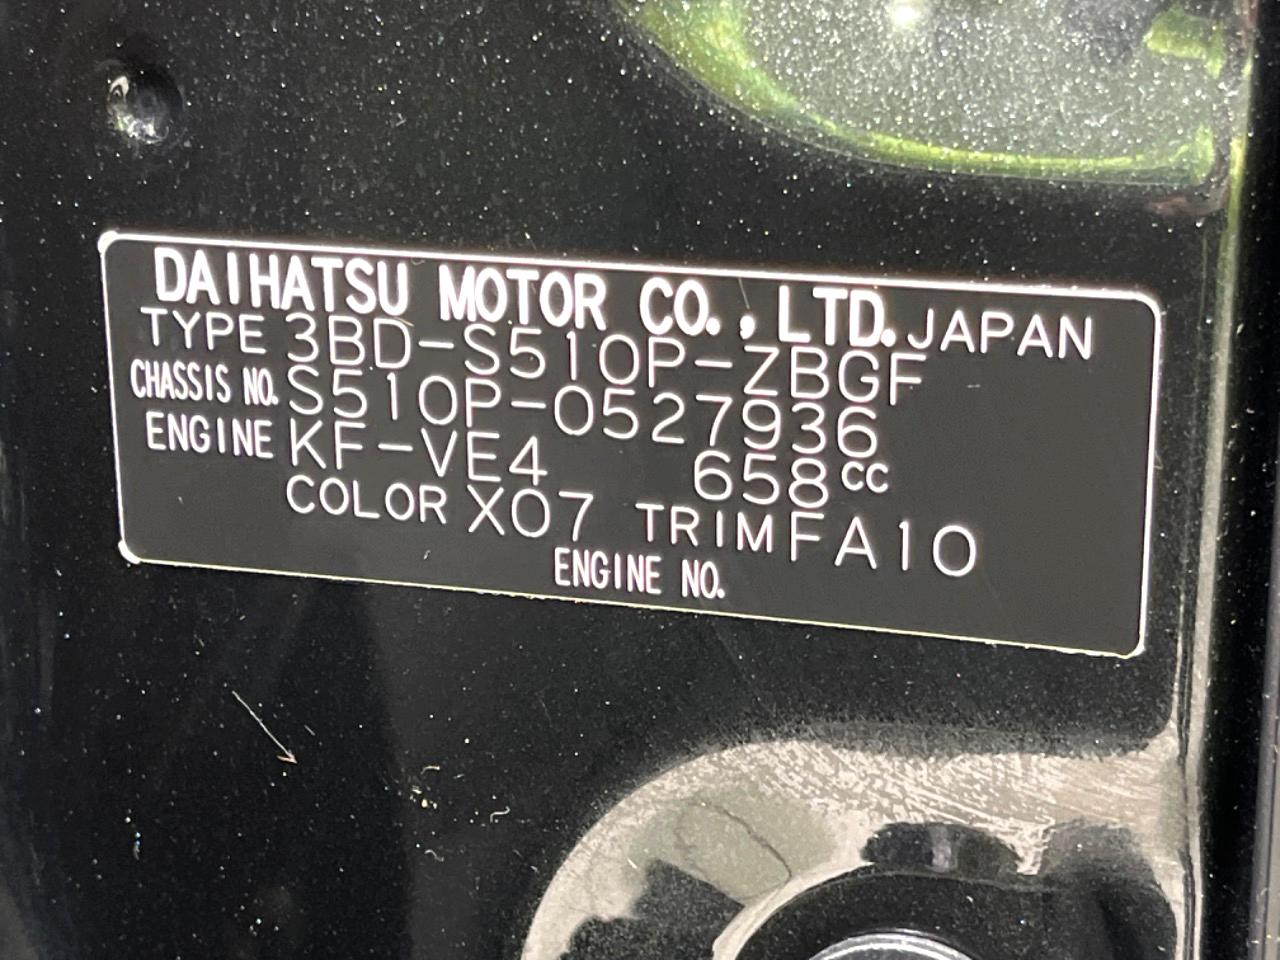 DAIHATSU MOTOR CO., LTD. JAPAN
TYPE 3BD-S510P-ZBGF
CHASSIS NO. S510P-0527936
ENGINE KF-VE4 658cc
COLOR X07 TRIM FA10
ENGINE NO.